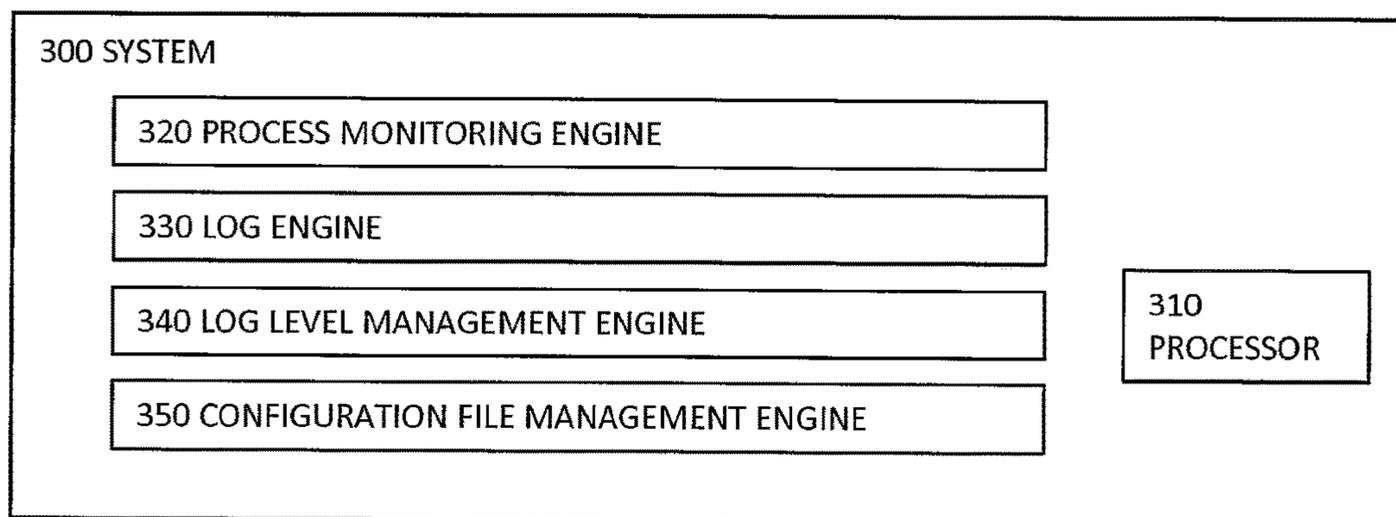 300 SYSTEM
320 PROCESS MONITORING ENGINE
330 LOG ENGINE
340 LOG LEVEL MANAGEMENT ENGINE
350 CONFIGURATION FILE MANAGEMENT ENGINE
310
PROCESSOR